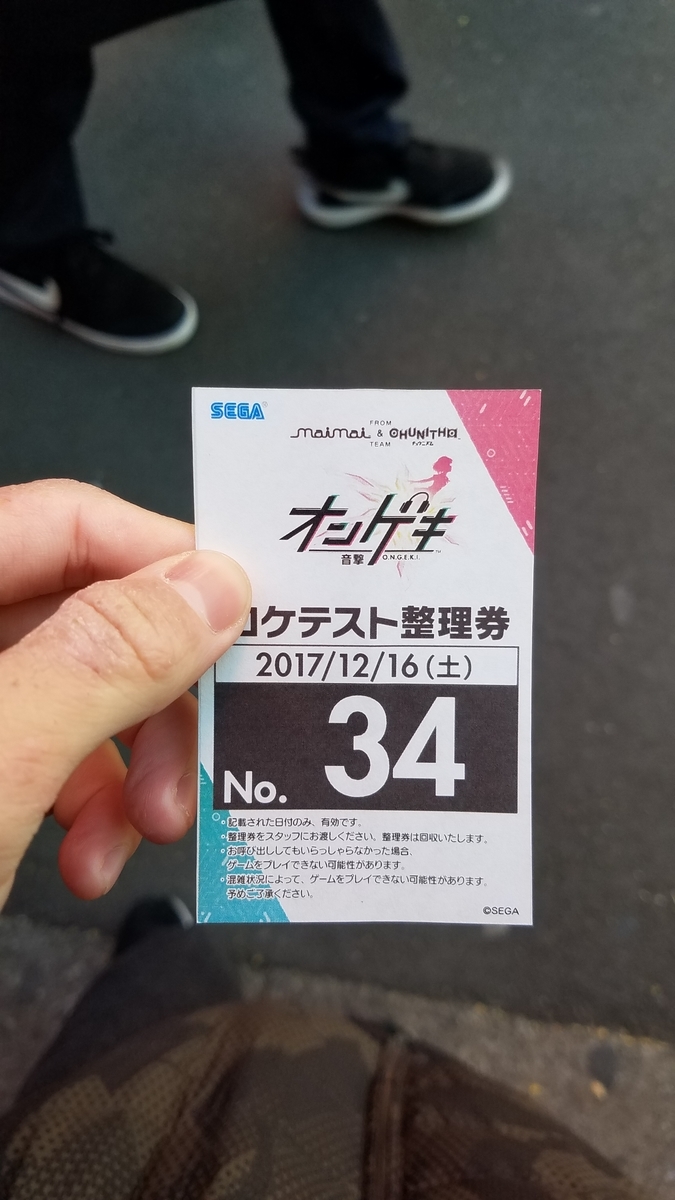 SEGA
maimai & CHUNITHM
FROM
TEAM
チュウニズム
オンゲキ
音撃 O.N.G.E.K.I.
ロケテスト整理券
2017/12/16(土)
No. 34
・記載された日付のみ、有効です。
・整理券をスタッフにお渡しください。整理券は回収いたします。
・お呼び出ししてもいらっしゃらなかった場合、
ゲームをプレイできない可能性があります。
・混雑状況によって、ゲームをプレイできない可能性があります。
予めご了承ください。
©SEGA